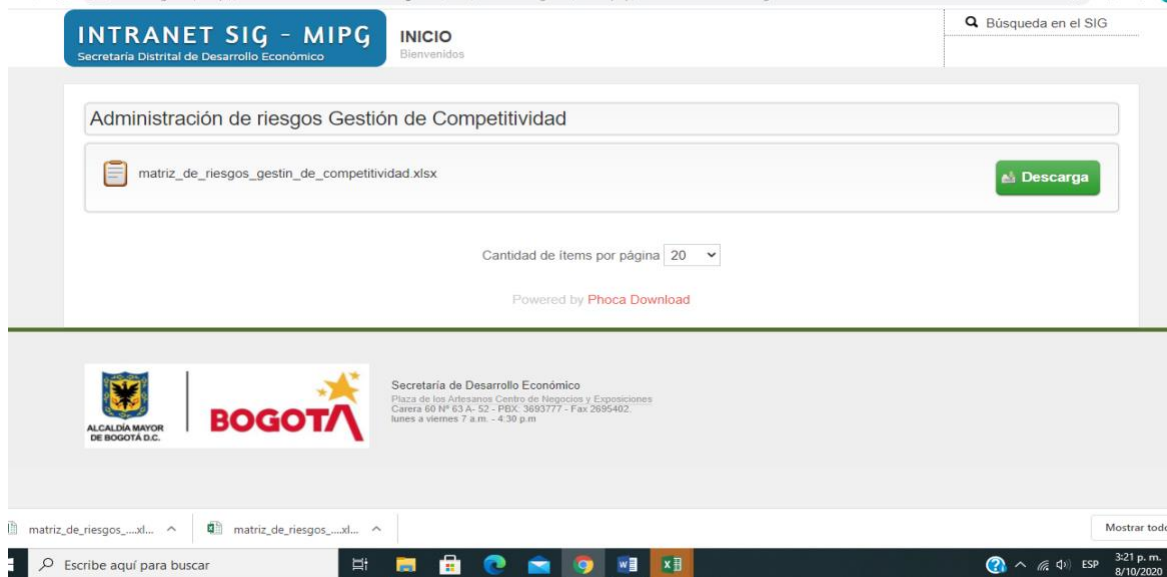 INTRANET SIG - MIPG
Secretaría Distrital de Desarrollo Económico
INICIO
Bienvenidos
Búsqueda en el SIG
Administración de riesgos Gestión de Competitividad
matriz_de_riesgos_gestin_de_competitividad.xlsx
Descarga
Cantidad de ítems por página 20
Powered by Phoca Download
ALCALDÍA MAYOR
DE BOGOTÁ D.C.
BOGOTÁ
Secretaría de Desarrollo Económico
Plaza de los Artesanos Centro de Negocios y Exposiciones
Carera 60 Nº 63 A- 52 - PBX: 3693777 - Fax 2695402.
lunes a viernes 7 a.m. - 4:30 p.m
matriz_de_riesgos_....xl...
matriz_de_riesgos_....xl...
Mostrar todo
Escribe aquí para buscar
ESP
3:21 p. m.
8/10/2020